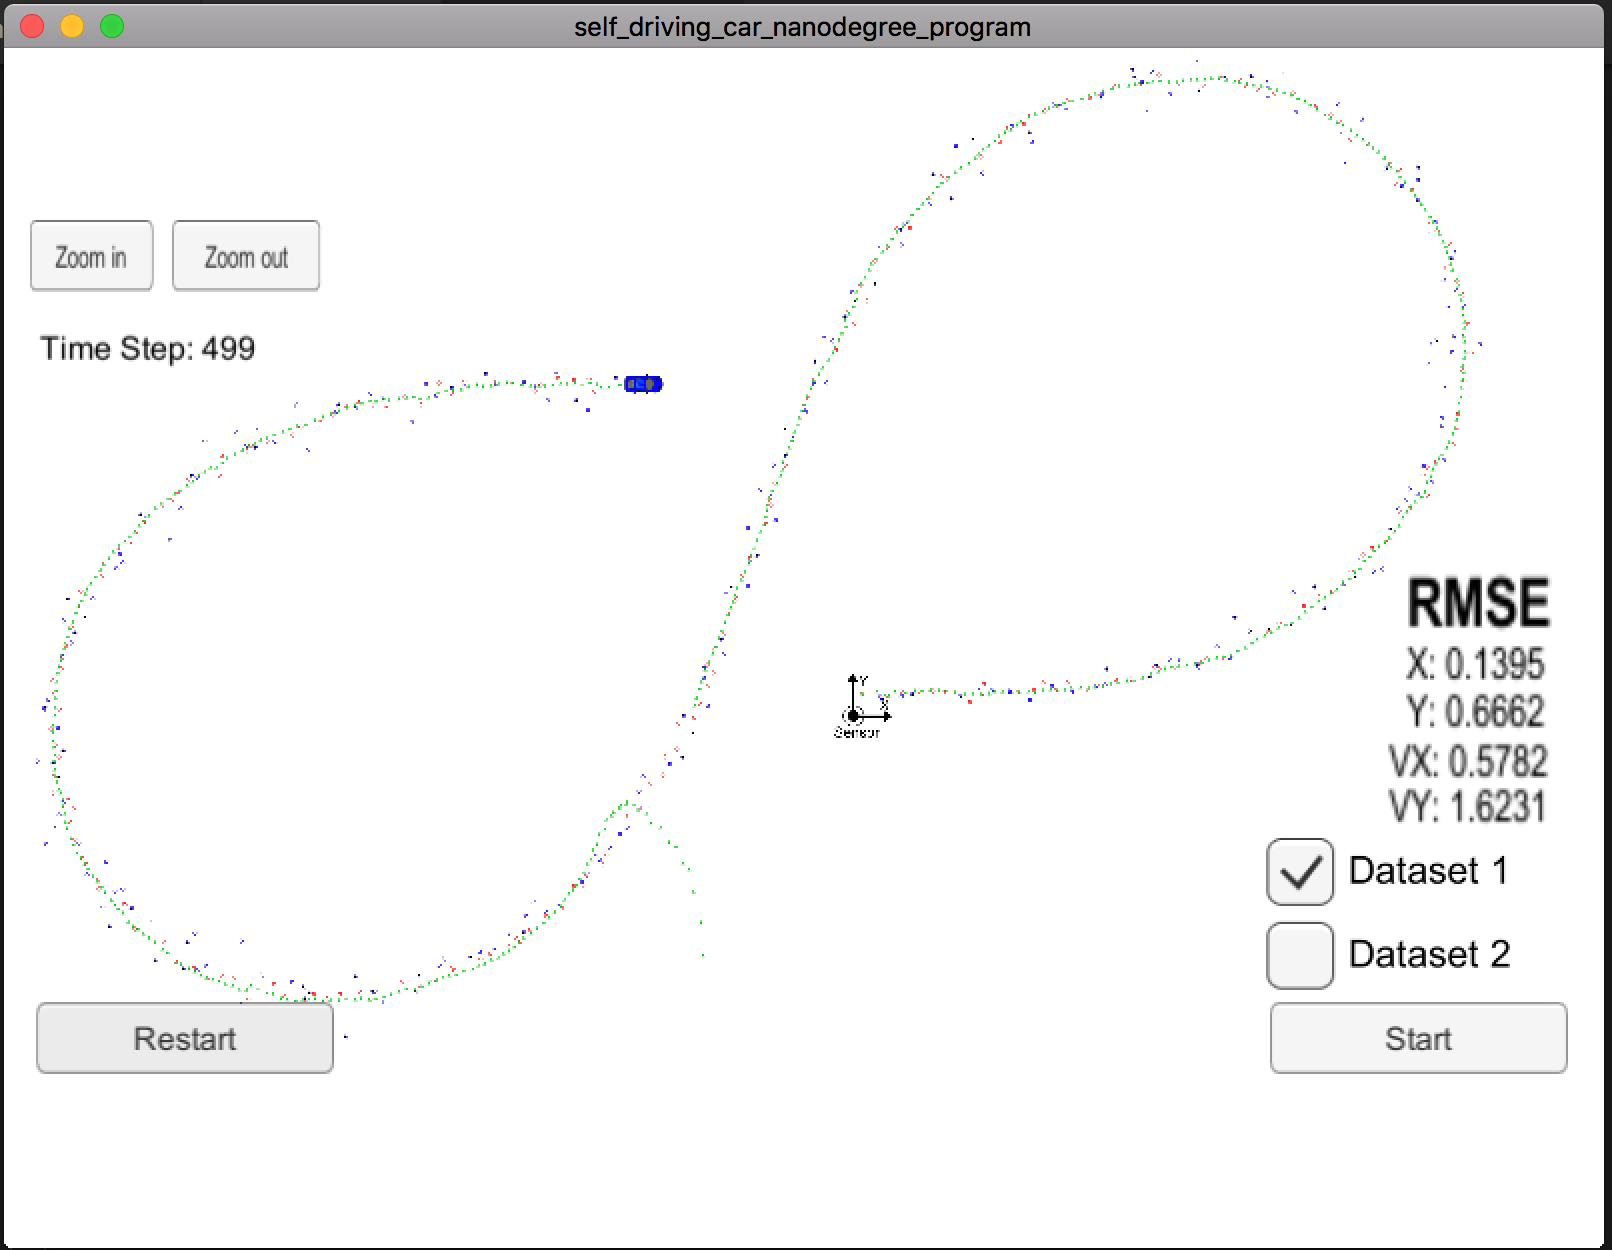 self_driving_car_nanodegree_program
Zoom in
Zoom out
Time Step: 499
Y
X
Sensor
RMSE
X: 0.1395
Y: 0.6662
VX: 0.5782
VY: 1.6231
Dataset 1
Dataset 2
Restart
Start